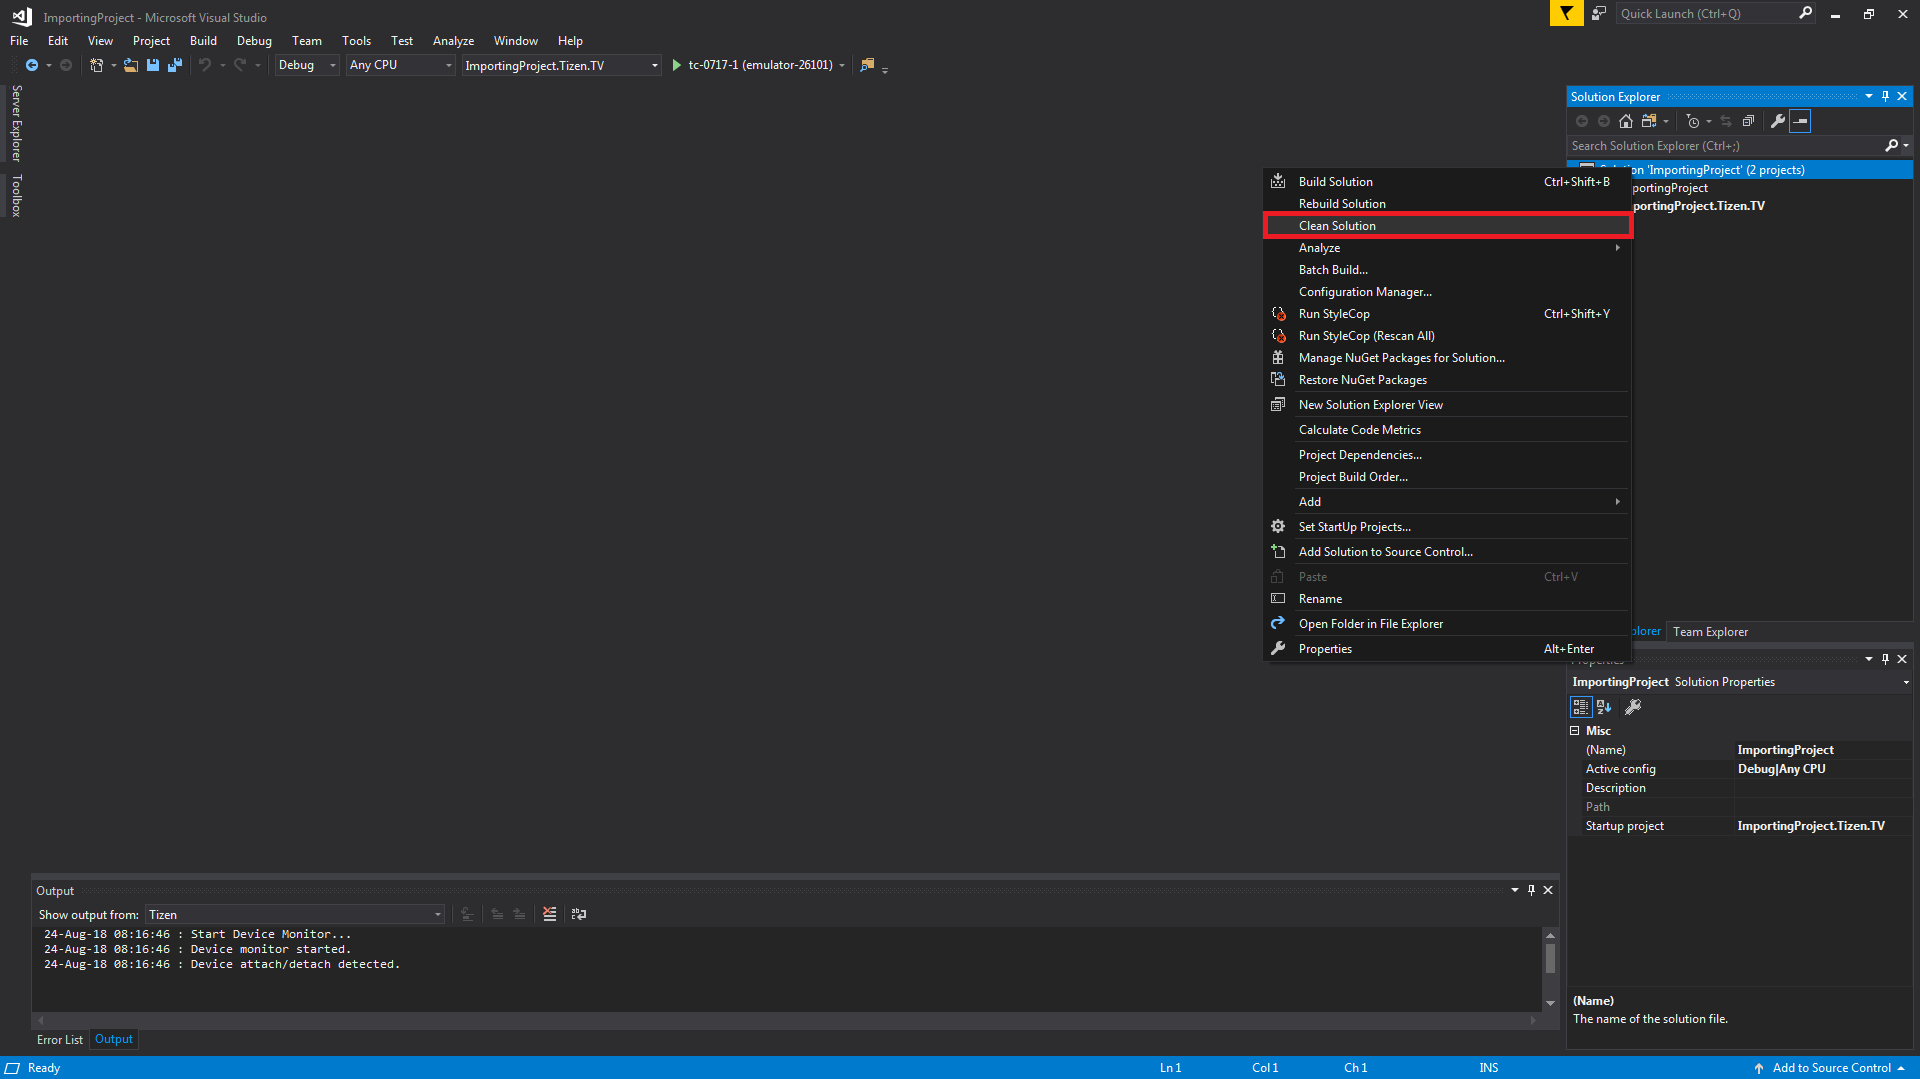 ImportingProject - Microsoft Visual Studio
Quick Launch (Ctrl+Q)
File Edit View Project Build Debug Team Tools Test Analyze Window Help
Debug Any CPU ImportingProject.Tizen.TV tc-0717-1 (emulator-26101)
Server Explorer
Toolbox
Solution Explorer
Search Solution Explorer (Ctrl+;)
on 'ImportingProject' (2 projects)
portingProject
portingProject.Tizen.TV
Build Solution Ctrl+Shift+B
Rebuild Solution
Clean Solution
Analyze
Batch Build...
Configuration Manager...
Run StyleCop Ctrl+Shift+Y
Run StyleCop (Rescan All)
Manage NuGet Packages for Solution...
Restore NuGet Packages
New Solution Explorer View
Calculate Code Metrics
Project Dependencies...
Project Build Order...
Add
Set StartUp Projects...
Add Solution to Source Control...
Paste Ctrl+V
Rename
Open Folder in File Explorer
Properties Alt+Enter
plorer Team Explorer
Properties
ImportingProject Solution Properties
Misc
(Name) ImportingProject
Active config Debug|Any CPU
Description
Path
Startup project ImportingProject.Tizen.TV
(Name)
The name of the solution file.
Output
Show output from: Tizen
24-Aug-18 08:16:46 : Start Device Monitor...
24-Aug-18 08:16:46 : Device monitor started.
24-Aug-18 08:16:46 : Device attach/detach detected.
Error List Output
Ready Ln 1 Col 1 Ch 1 INS Add to Source Control